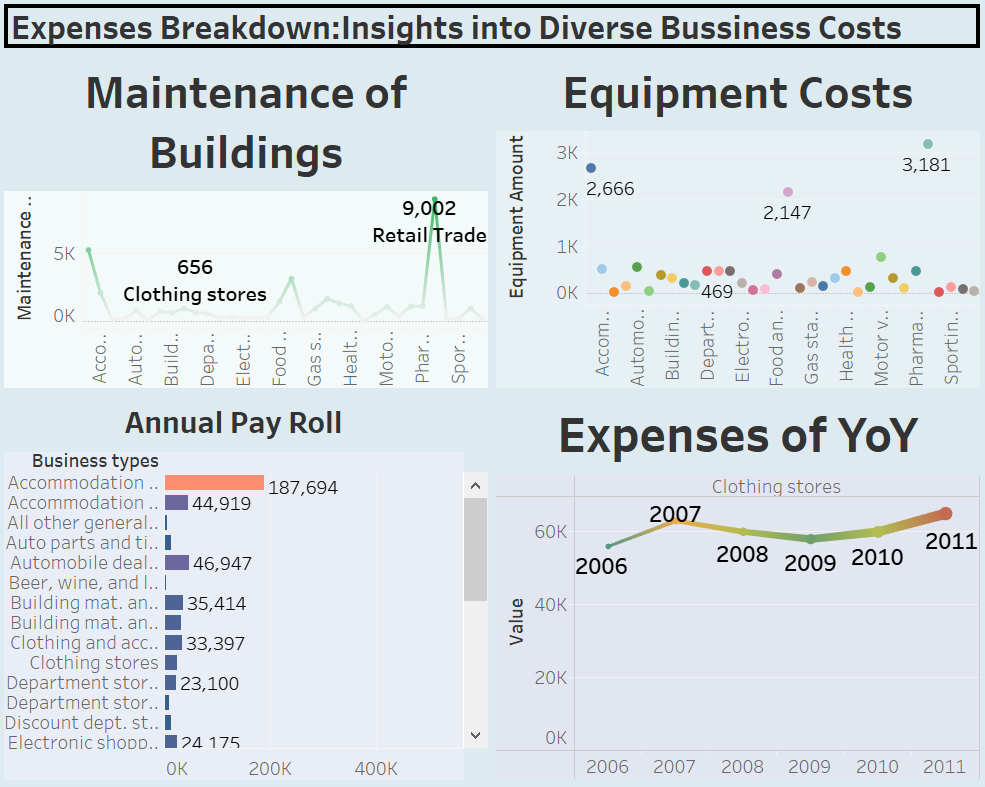 Expenses Breakdown:Insights into Diverse Bussiness Costs
Maintenance of
Buildings
Maintenance ..
5K
0K
9,002
Retail Trade
656
Clothing stores
Acco..
Auto..
Build..
Depa..
Elect..
Food ..
Gas s..
Healt..
Moto..
Phar..
Spor..
Equipment Costs
Equipment Amount
3K
2K
1K
0K
2,666
2,147
3,181
469
Accom..
Automo..
Buildin..
Depart..
Electro..
Food an..
Gas sta..
Health ..
Motor v..
Pharma..
Sportin..
Annual Pay Roll
Business types
Accommodation .. 187,694
Accommodation .. 44,919
All other general..
Auto parts and ti..
Automobile deal.. 46,947
Beer, wine, and l..
Building mat. an.. 35,414
Building mat. an..
Clothing and acc.. 33,397
Clothing stores
Department stor.. 23,100
Department stor..
Discount dept. st..
Electronic shopp.. 24,175
0K 200K 400K
Expenses of YoY
Clothing stores
Value
60K
40K
20K
0K
2006
2007
2008
2009
2010
2011
2006 2007 2008 2009 2010 2011